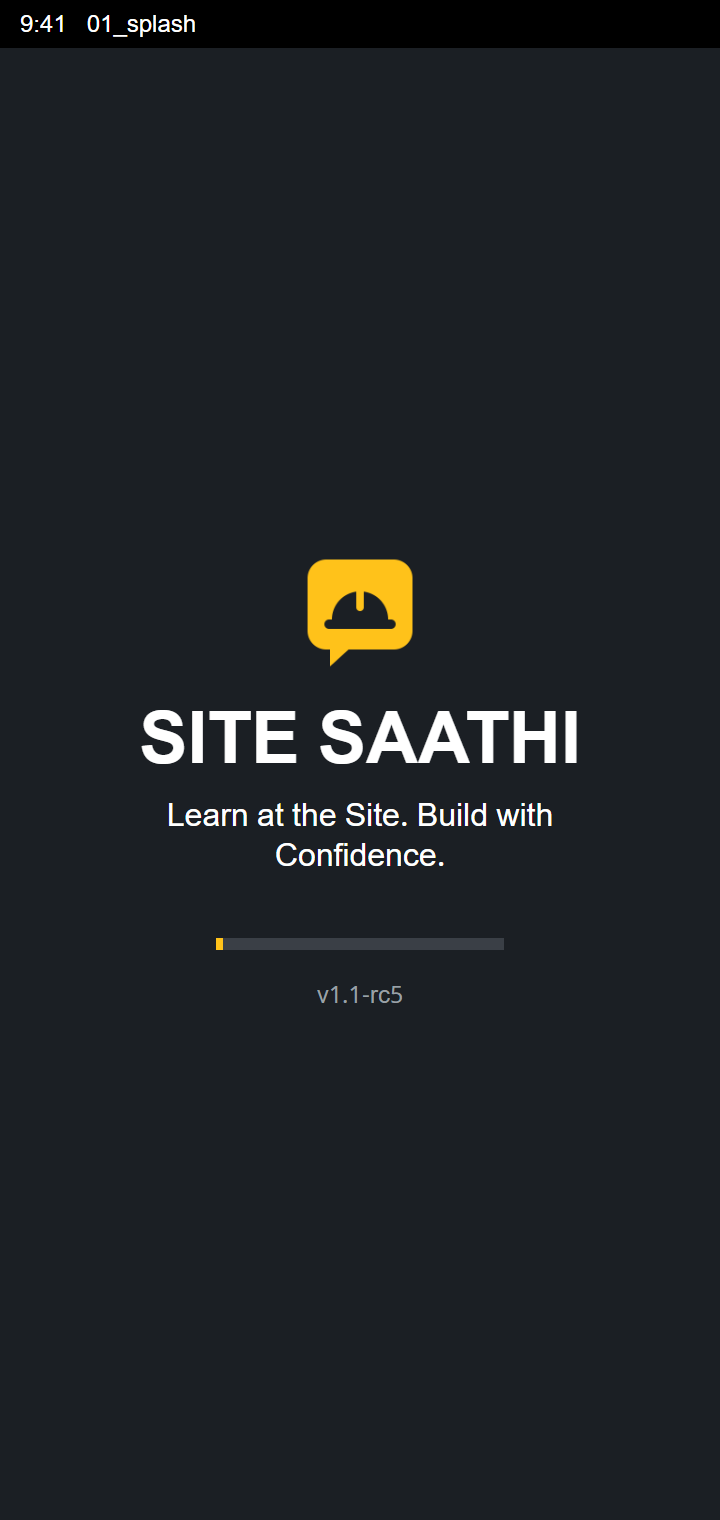 9:41 01_splash
SITE SAATHI
Learn at the Site. Build with
Confidence.
v1.1-rc5